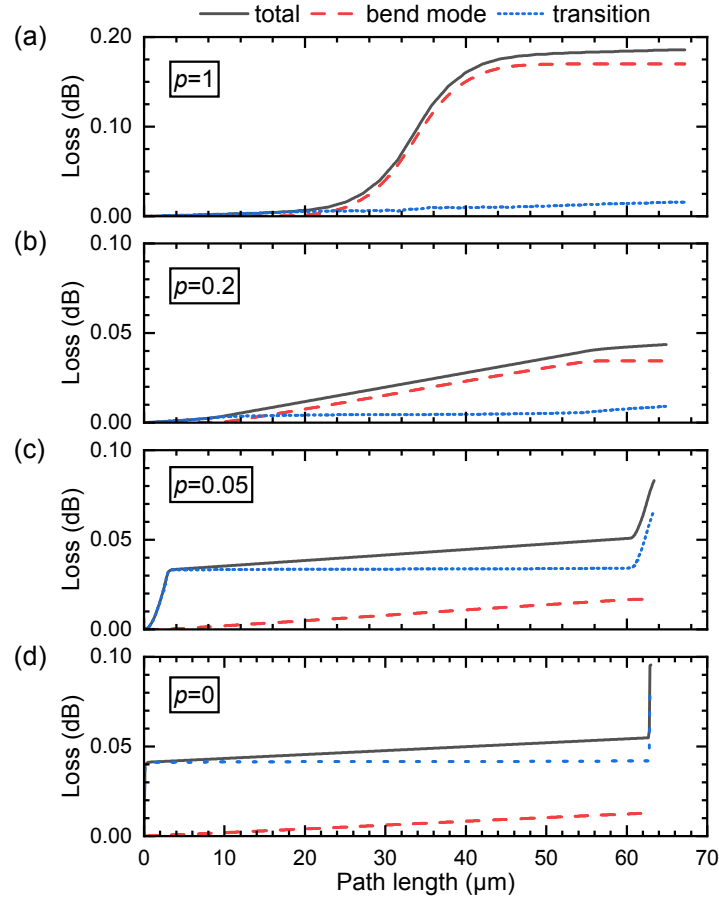 total bend mode transition
(a)
0.20
p=1
0.10
0.00
Loss (dB)
(b)
0.10
p=0.2
0.05
0.00
Loss (dB)
(c)
0.10
p=0.05
0.05
0.00
Loss (dB)
(d)
0.10
p=0
0.05
0.00
Loss (dB)
0 10 20 30 40 50 60 70
Path length (μm)